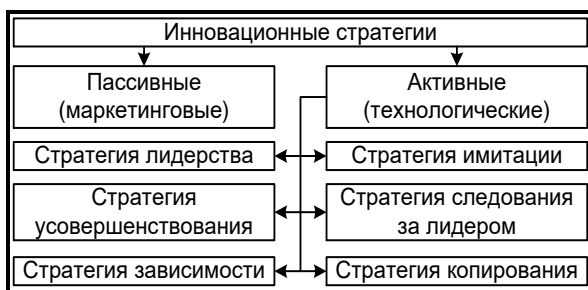 Инновационные стратегии
Пассивные
(маркетинговые)
Активные
(технологические)
Стратегия лидерства
Стратегия имитации
Стратегия
усовершенствования
Стратегия следования
за лидером
Стратегия зависимости
Стратегия копирования